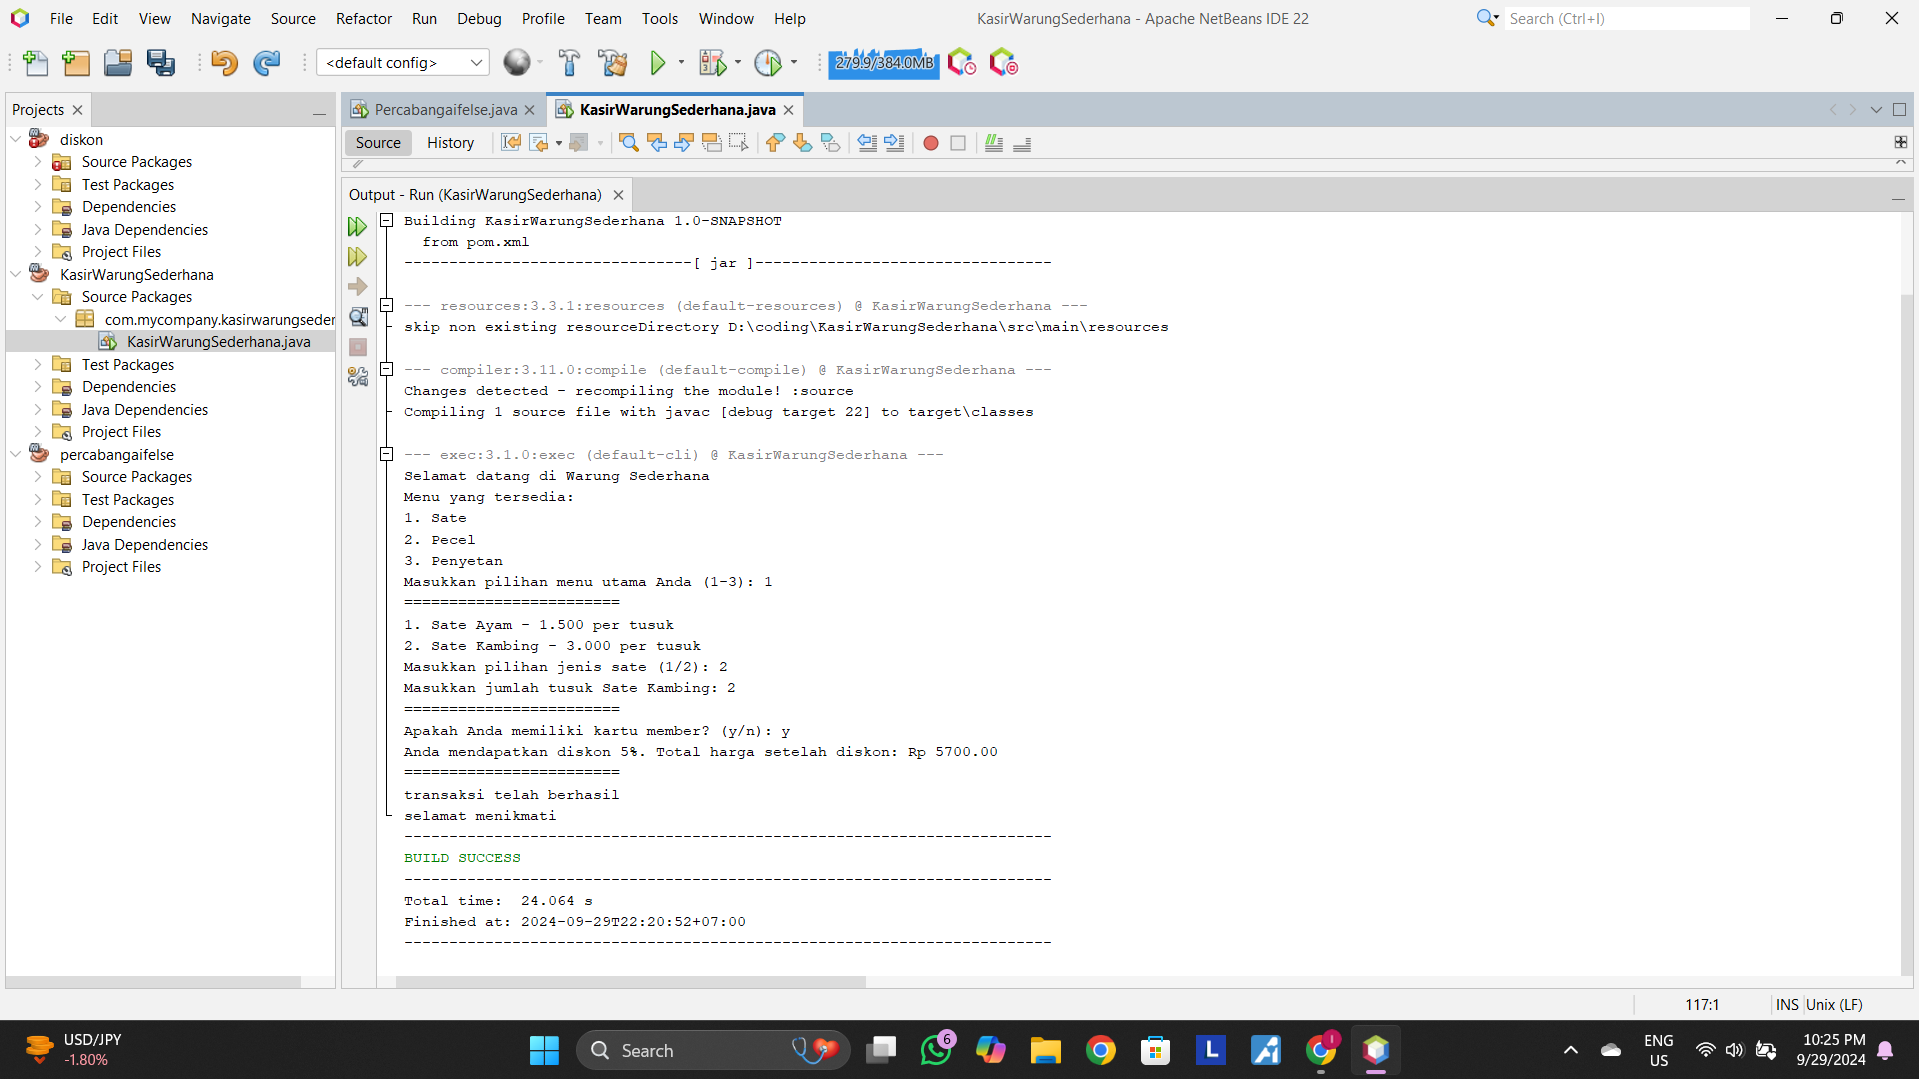 File Edit View Navigate Source Refactor Run Debug Profile Team Tools Window Help
KasirWarungSederhana - Apache NetBeans IDE 22
Search (Ctrl+I)
<default config>
279.9/384.0MB
Projects
Percabangaifelse.java
KasirWarungSederhana.java
Source History
diskon
Source Packages
Test Packages
Dependencies
Java Dependencies
Project Files
KasirWarungSederhana
Source Packages
com.mycompany.kasirwarungseder
KasirWarungSederhana.java
Test Packages
Dependencies
Java Dependencies
Project Files
percabangaifelse
Source Packages
Test Packages
Dependencies
Java Dependencies
Project Files
Output - Run (KasirWarungSederhana)
Building KasirWarungSederhana 1.0-SNAPSHOT
from pom.xml
--------------------------------[ jar ]---------------------------------
--- resources:3.3.1:resources (default-resources) @ KasirWarungSederhana ---
skip non existing resourceDirectory D:\coding\KasirWarungSederhana\src\main\resources
--- compiler:3.11.0:compile (default-compile) @ KasirWarungSederhana ---
Changes detected - recompiling the module! :source
Compiling 1 source file with javac [debug target 22] to target\classes
--- exec:3.1.0:exec (default-cli) @ KasirWarungSederhana ---
Selamat datang di Warung Sederhana
Menu yang tersedia:
1. Sate
2. Pecel
3. Penyetan
Masukkan pilihan menu utama Anda (1-3): 1
========================
1. Sate Ayam - 1.500 per tusuk
2. Sate Kambing - 3.000 per tusuk
Masukkan pilihan jenis sate (1/2): 2
Masukkan jumlah tusuk Sate Kambing: 2
========================
Apakah Anda memiliki kartu member? (y/n): y
Anda mendapatkan diskon 5%. Total harga setelah diskon: Rp 5700.00
========================
transaksi telah berhasil
selamat menikmati
------------------------------------------------------------------------
BUILD SUCCESS
------------------------------------------------------------------------
Total time:  24.064 s
Finished at: 2024-09-29T22:20:52+07:00
------------------------------------------------------------------------
117:1 INS Unix (LF)
USD/JPY
-1.80%
Search
6
L
ENG
US
10:25 PM
9/29/2024